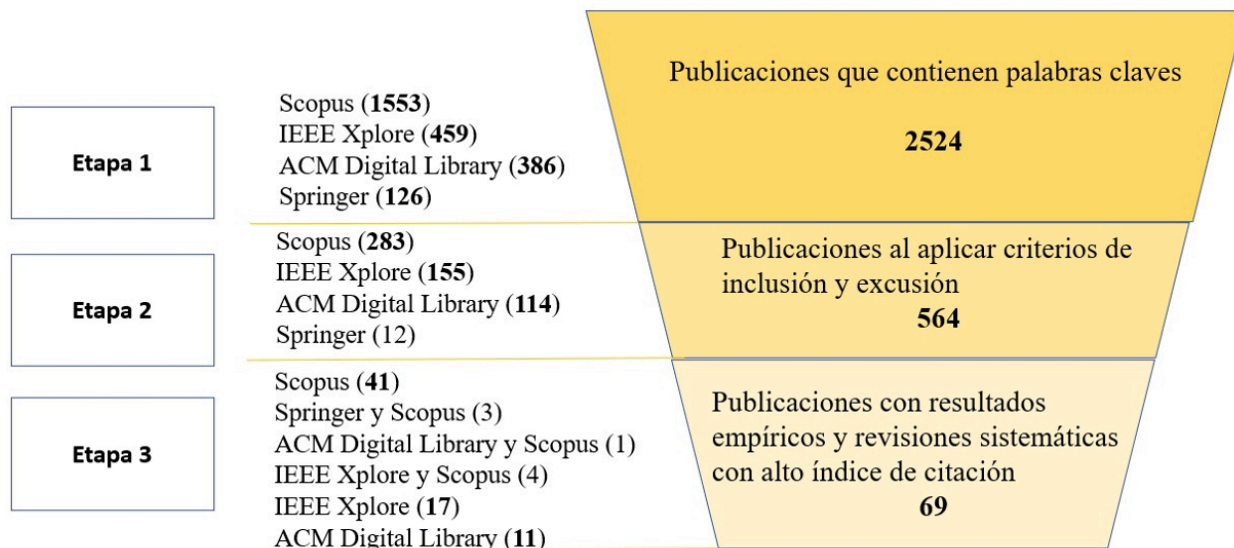 Etapa 1
Scopus (1553)
IEEE Xplore (459)
ACM Digital Library (386)
Springer (126)
Publicaciones que contienen palabras claves
2524
Etapa 2
Scopus (283)
IEEE Xplore (155)
ACM Digital Library (114)
Springer (12)
Publicaciones al aplicar criterios de
inclusión y excusión
564
Etapa 3
Scopus (41)
Springer y Scopus (3)
ACM Digital Library y Scopus (1)
IEEE Xplore y Scopus (4)
IEEE Xplore (17)
ACM Digital Library (11)
Publicaciones con resultados
empíricos y revisiones sistemáticas
con alto índice de citación
69